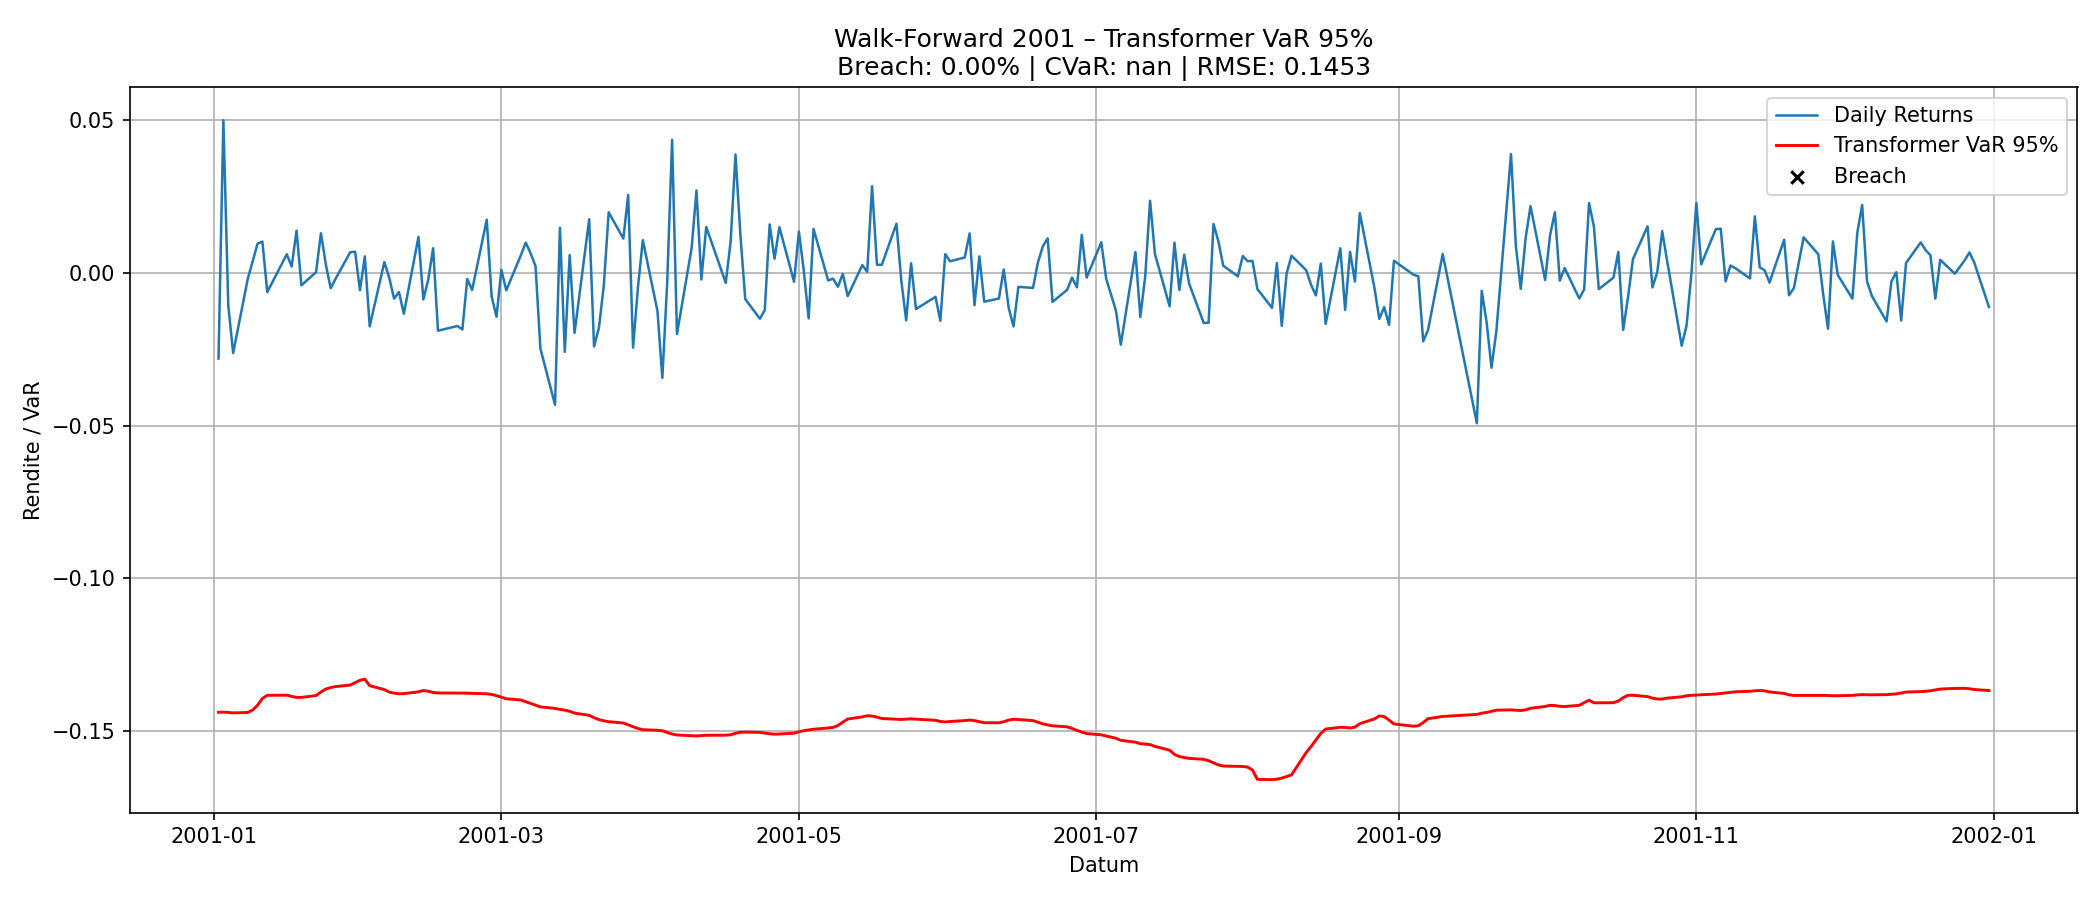 Walk-Forward 2001 – Transformer VaR 95%
Breach: 0.00% | CVaR: nan | RMSE: 0.1453
Daily Returns
Transformer VaR 95%
Breach
Rendite / VaR
0.05
0.00
−0.05
−0.10
−0.15
2001-01
2001-03
2001-05
2001-07
2001-09
2001-11
2002-01
Datum